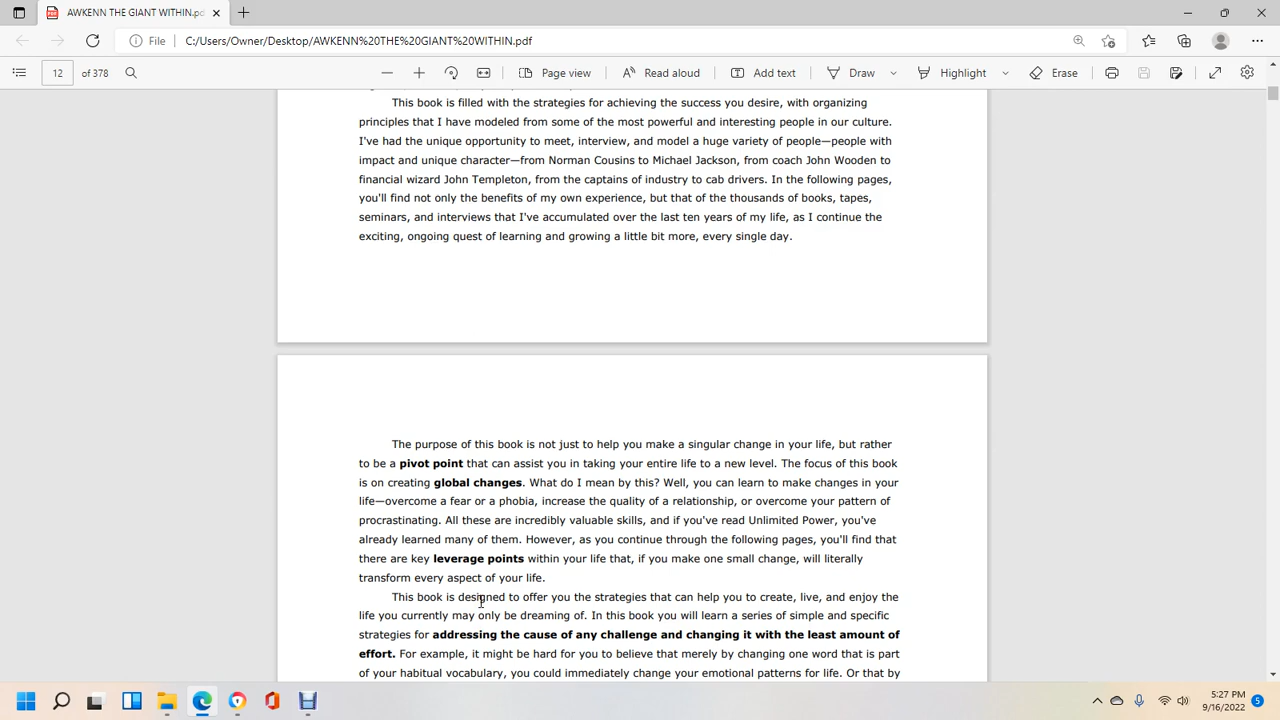 AWKENN THE GIANT WITHIN.pd
File
C:/Users/Owner/Desktop/AWKENN%20THE%20GIANT%20WITHIN.pdf
12 of 378
Page view
Read aloud
Add text
Draw
Highlight
Erase
This book is filled with the strategies for achieving the success you desire, with organizing
principles that I have modeled from some of the most powerful and interesting people in our culture.
I've had the unique opportunity to meet, interview, and model a huge variety of people—people with
impact and unique character—from Norman Cousins to Michael Jackson, from coach John Wooden to
financial wizard John Templeton, from the captains of industry to cab drivers. In the following pages,
you'll find not only the benefits of my own experience, but that of the thousands of books, tapes,
seminars, and interviews that I've accumulated over the last ten years of my life, as I continue the
exciting, ongoing quest of learning and growing a little bit more, every single day.
The purpose of this book is not just to help you make a singular change in your life, but rather
to be a pivot point that can assist you in taking your entire life to a new level. The focus of this book
is on creating global changes. What do I mean by this? Well, you can learn to make changes in your
life—overcome a fear or a phobia, increase the quality of a relationship, or overcome your pattern of
procrastinating. All these are incredibly valuable skills, and if you've read Unlimited Power, you've
already learned many of them. However, as you continue through the following pages, you'll find that
there are key leverage points within your life that, if you make one small change, will literally
transform every aspect of your life.
This book is designed to offer you the strategies that can help you to create, live, and enjoy the
life you currently may only be dreaming of. In this book you will learn a series of simple and specific
strategies for addressing the cause of any challenge and changing it with the least amount of
effort. For example, it might be hard for you to believe that merely by changing one word that is part
of your habitual vocabulary, you could immediately change your emotional patterns for life. Or that by
5:27 PM
9/16/2022
5